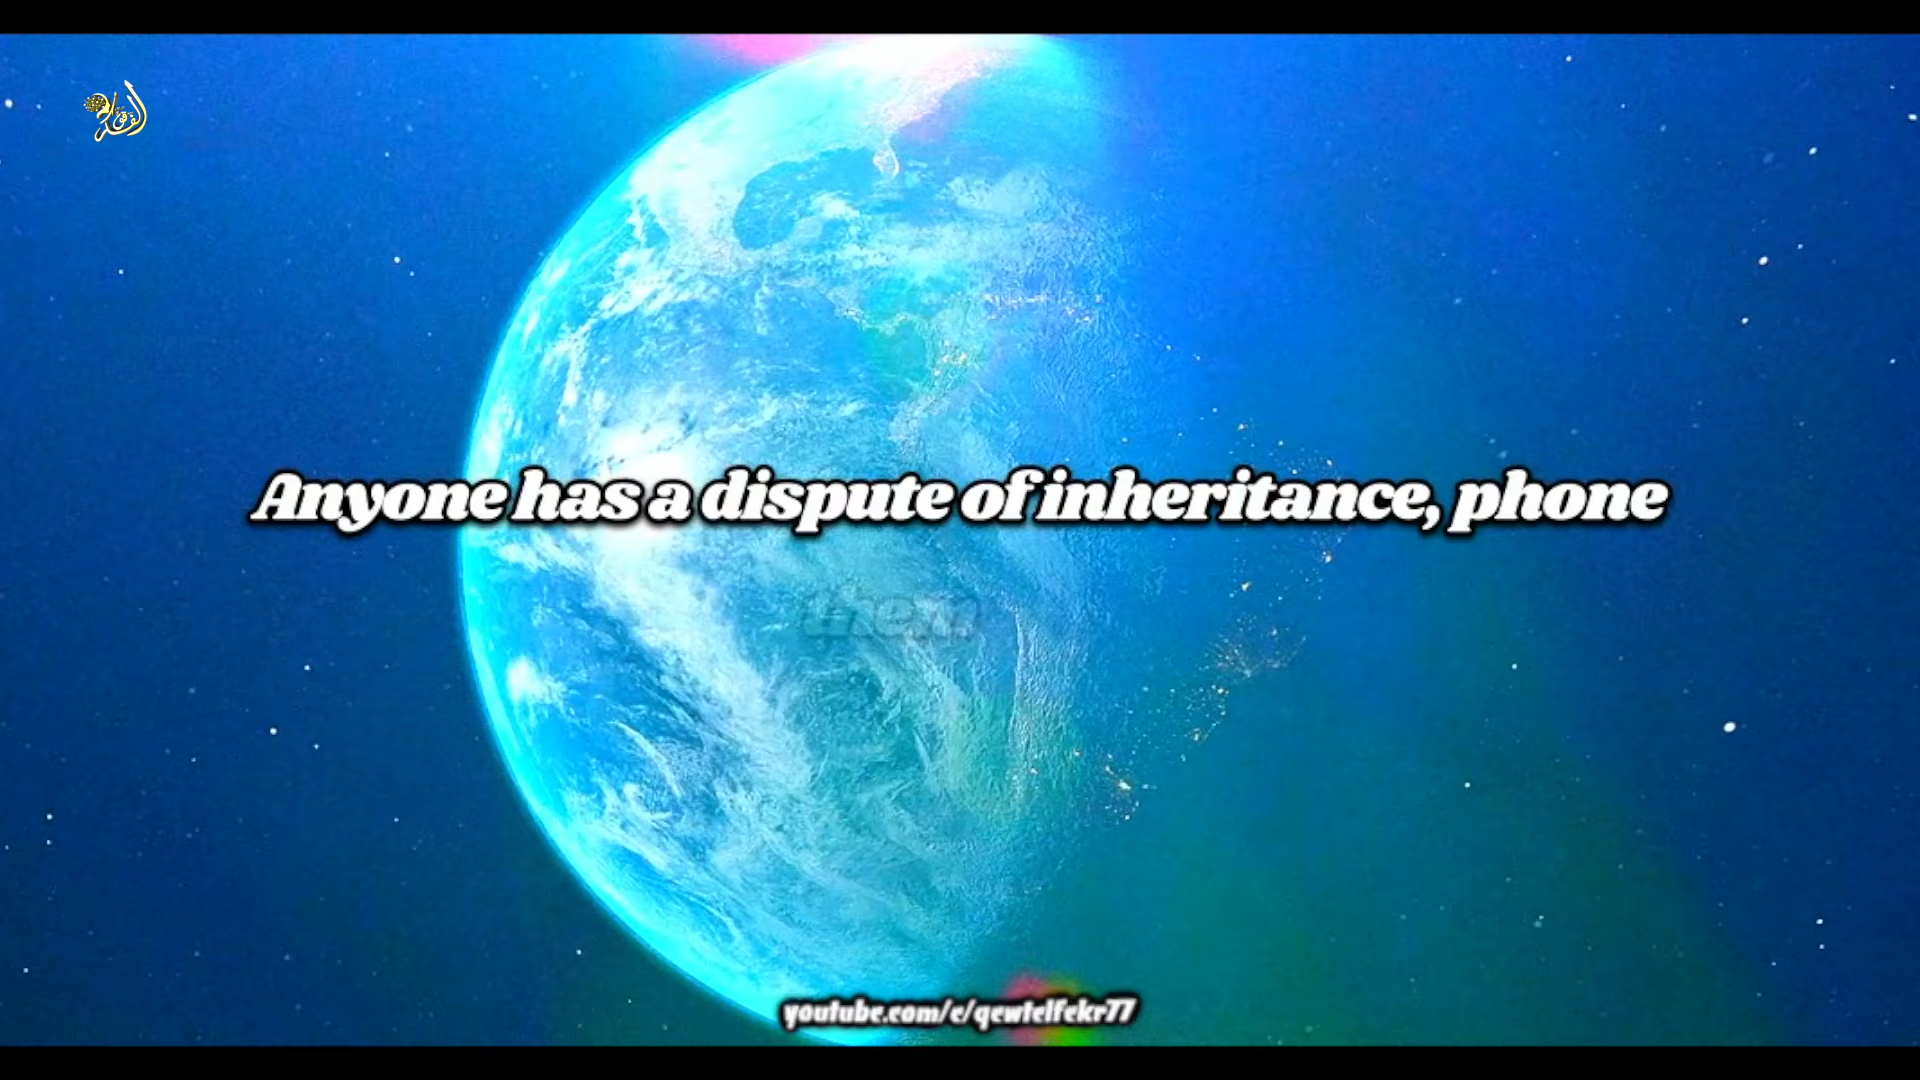 Anyone has a dispute of inheritance, phone
them
youtube.com/c/qewtelfekr77